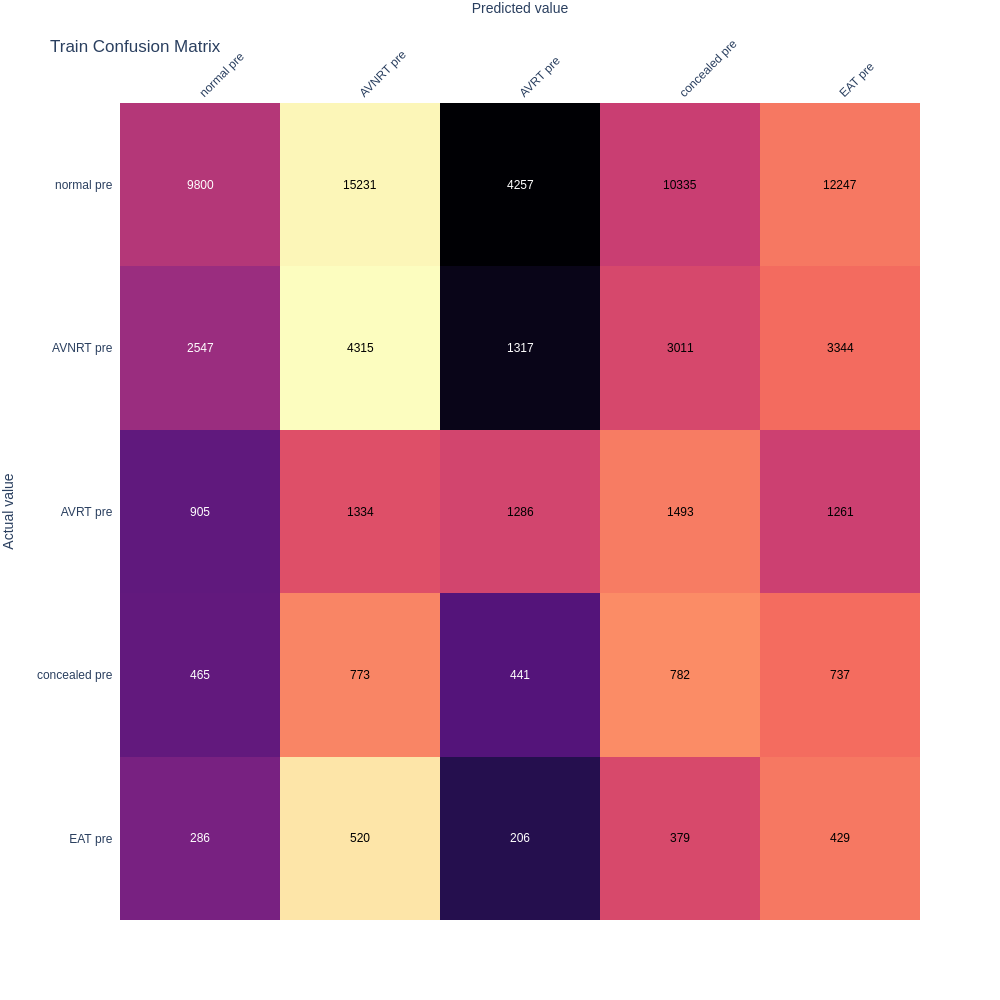 Predicted value
Train Confusion Matrix
normal pre AVNRT pre AVRT pre concealed pre EAT pre
Actual value
normal pre 9800 15231 4257 10335 12247
AVNRT pre 2547 4315 1317 3011 3344
AVRT pre 905 1334 1286 1493 1261
concealed pre 465 773 441 782 737
EAT pre 286 520 206 379 429